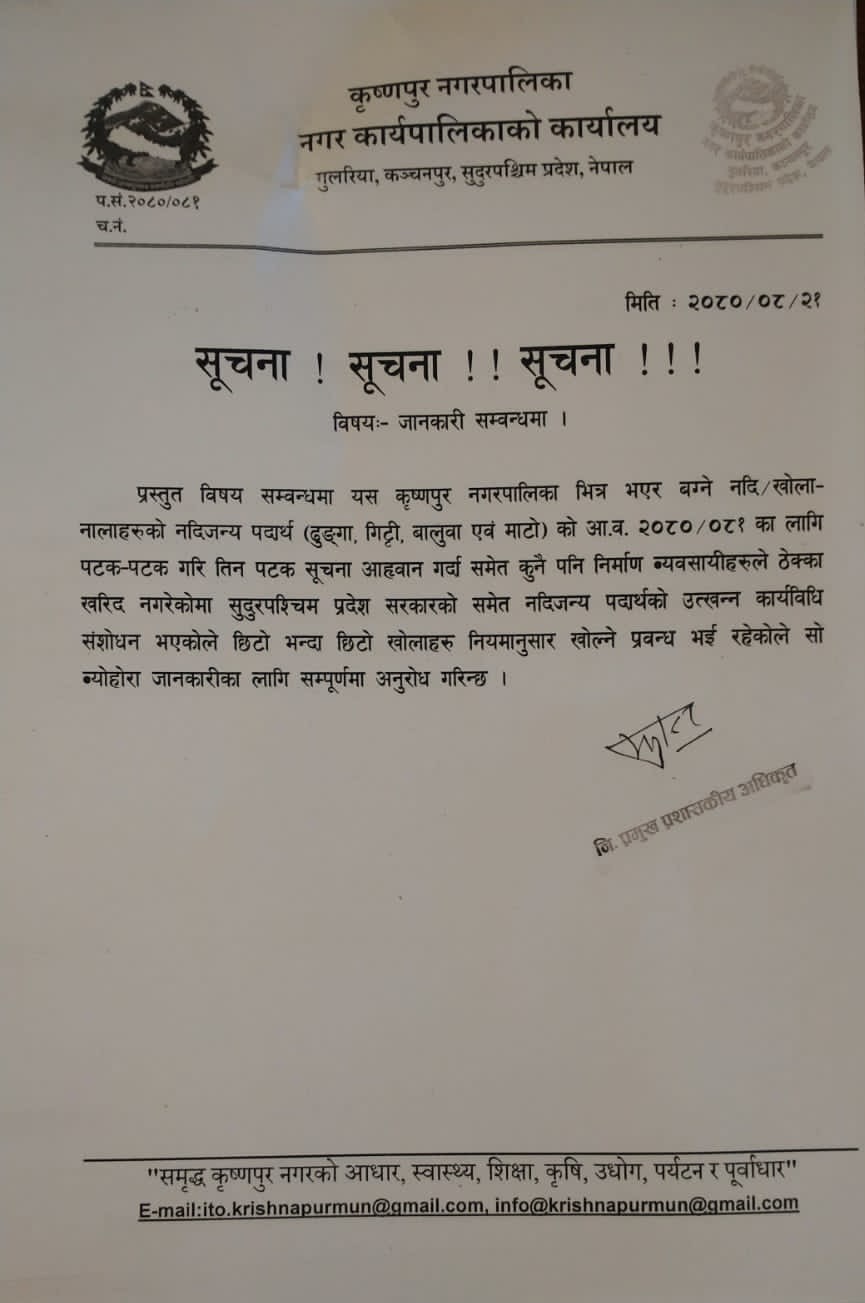 कृष्णपुर नगरपालिका
नगर कार्यपालिकाको कार्यालय
गुलरिया, कञ्चनपुर, सुदुरपश्चिम प्रदेश, नेपाल
प.सं.२०८०/०८१
च.नं.
मिति : २०८०/०८/२१
सूचना ! सूचना !! सूचना !!!
विषयः- जानकारी सम्वन्धमा ।
प्रस्तुत विषय सम्वन्धमा यस कृष्णपुर नगरपालिका भित्र भएर बग्ने नदि/खोला-
नालाहरुको नदिजन्य पदार्थ (ढुङ्गा, गिट्टी, बालुवा एवं माटो) को आ.व. २०८०/०८१ का लागि
पटक-पटक गरि तिन पटक सूचना आहृवान गर्दा समेत कुनै पनि निर्माण ब्यवसायीहरुले ठेक्का
खरिद नगरेकोमा सुदुरपश्चिम प्रदेश सरकारको समेत नदिजन्य पदार्थको उत्खन्न कार्यविधि
संशोधन भएकोले छिटो भन्दा छिटो खोलाहरु नियमानुसार खोल्ने प्रवन्ध भई रहेकोले सो
ब्योहोरा जानकारीका लागि सम्पूर्णमा अनुरोध गरिन्छ ।
नि. प्रमुख प्रशासकीय अधिकृत
"समृद्ध कृष्णपुर नगरको आधार, स्वास्थ्य, शिक्षा, कृषि, उधोग, पर्यटन र पूर्वाधार"
E-mail:ito.krishnapurmun@gmail.com, info@krishnapurmun@gmail.com